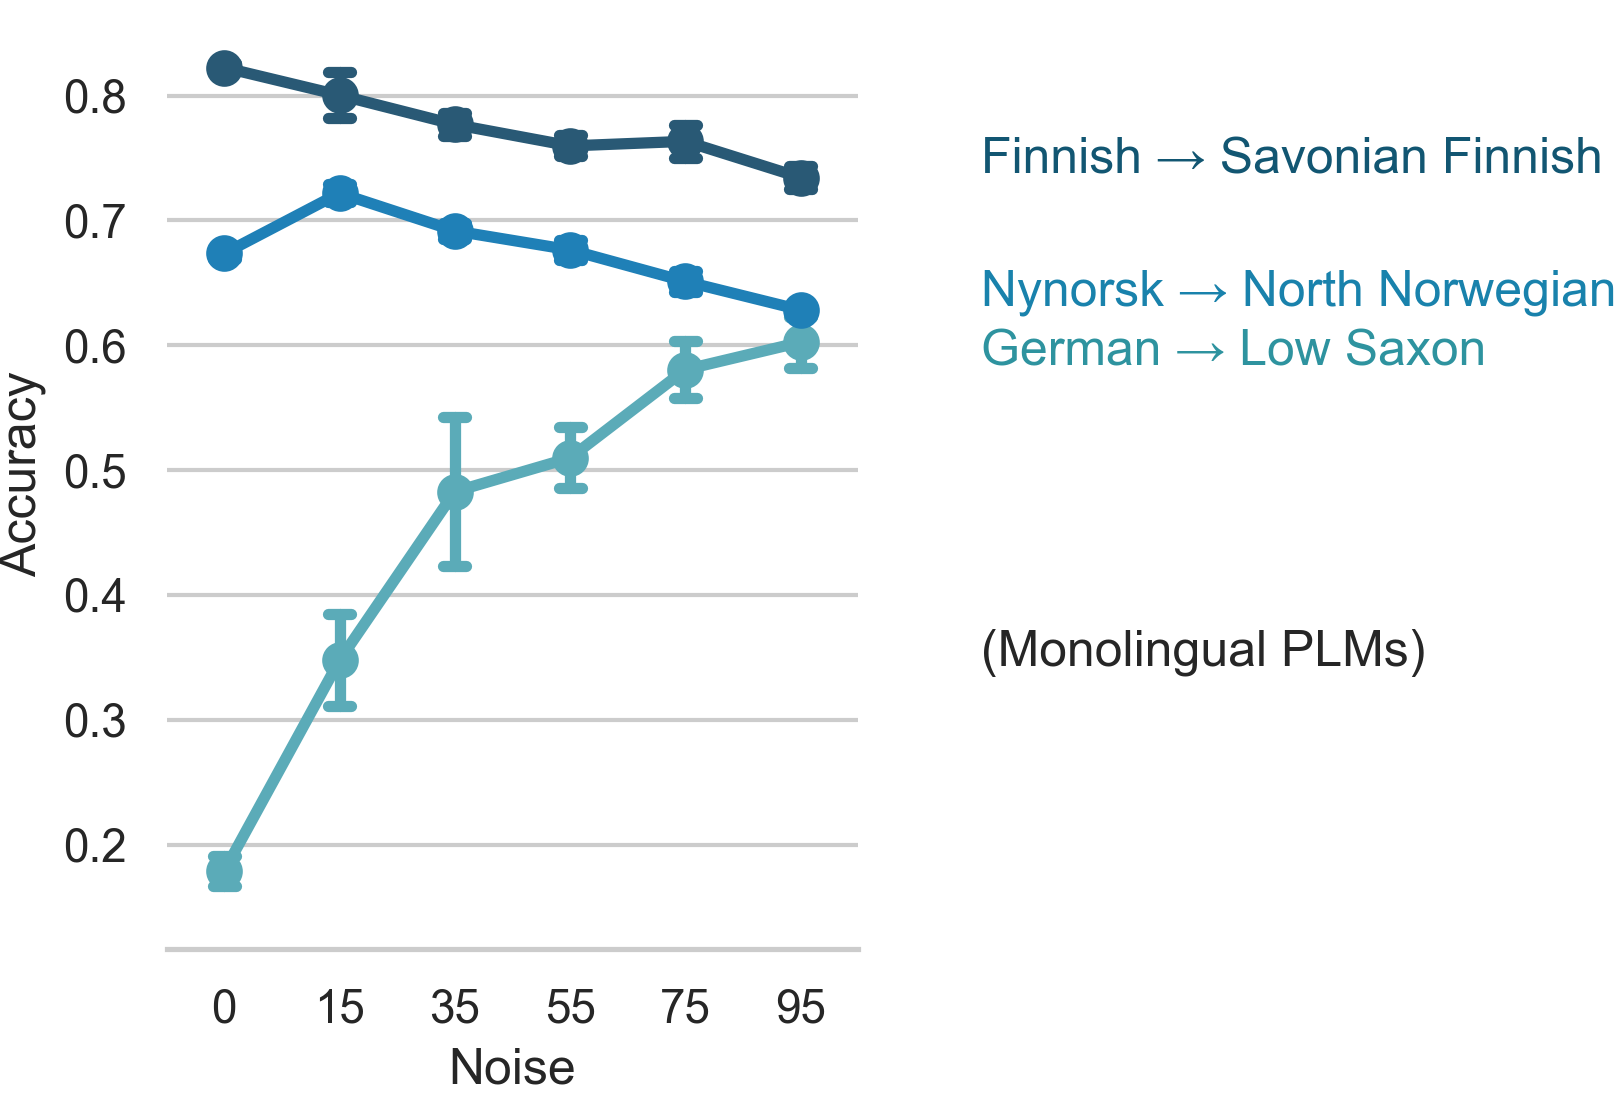 0.8
0.7
0.6
0.5
0.4
0.3
0.2
Accuracy
0 15 35 55 75 95
Noise
Finnish → Savonian Finnish
Nynorsk → North Norwegian
German → Low Saxon
(Monolingual PLMs)